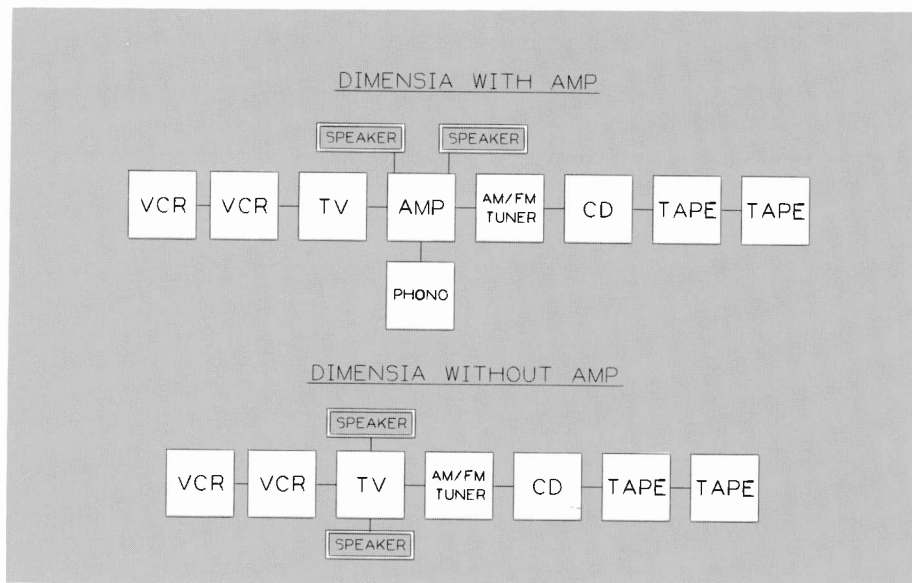 DIMENSIA WITH AMP
SPEAKER SPEAKER
VCR VCR TV AMP AM/FM TUNER CD TAPE TAPE
PHONO
DIMENSIA WITHOUT AMP
SPEAKER
VCR VCR TV AM/FM TUNER CD TAPE TAPE
SPEAKER